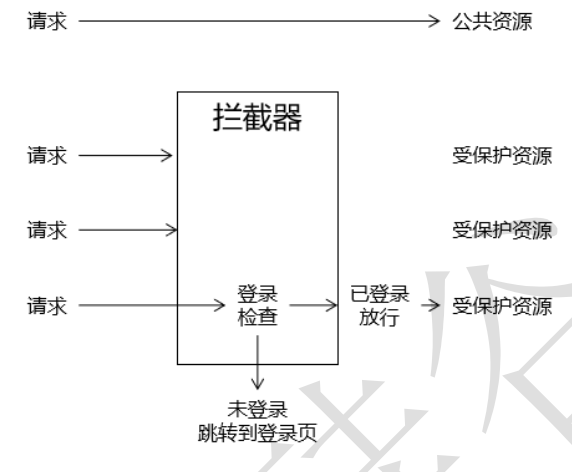 请求 公共资源
拦截器
请求 受保护资源
请求 受保护资源
请求 登录检查 已登录放行 受保护资源
未登录
跳转到登录页